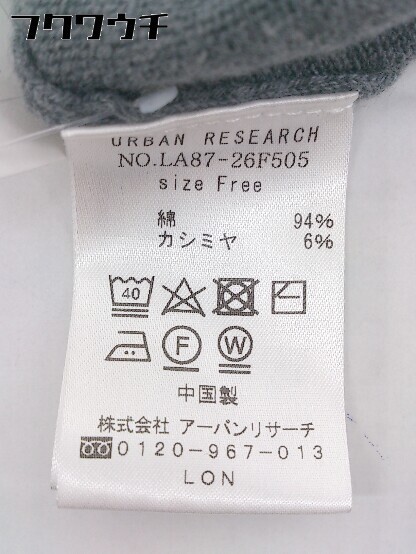 フクウウチ
URBAN RESEARCH
NO.LA87-26F505
size Free
綿 94%
カシミヤ 6%
40
F W
中国製
株式会社 アーバンリサーチ
0120-967-013
LON